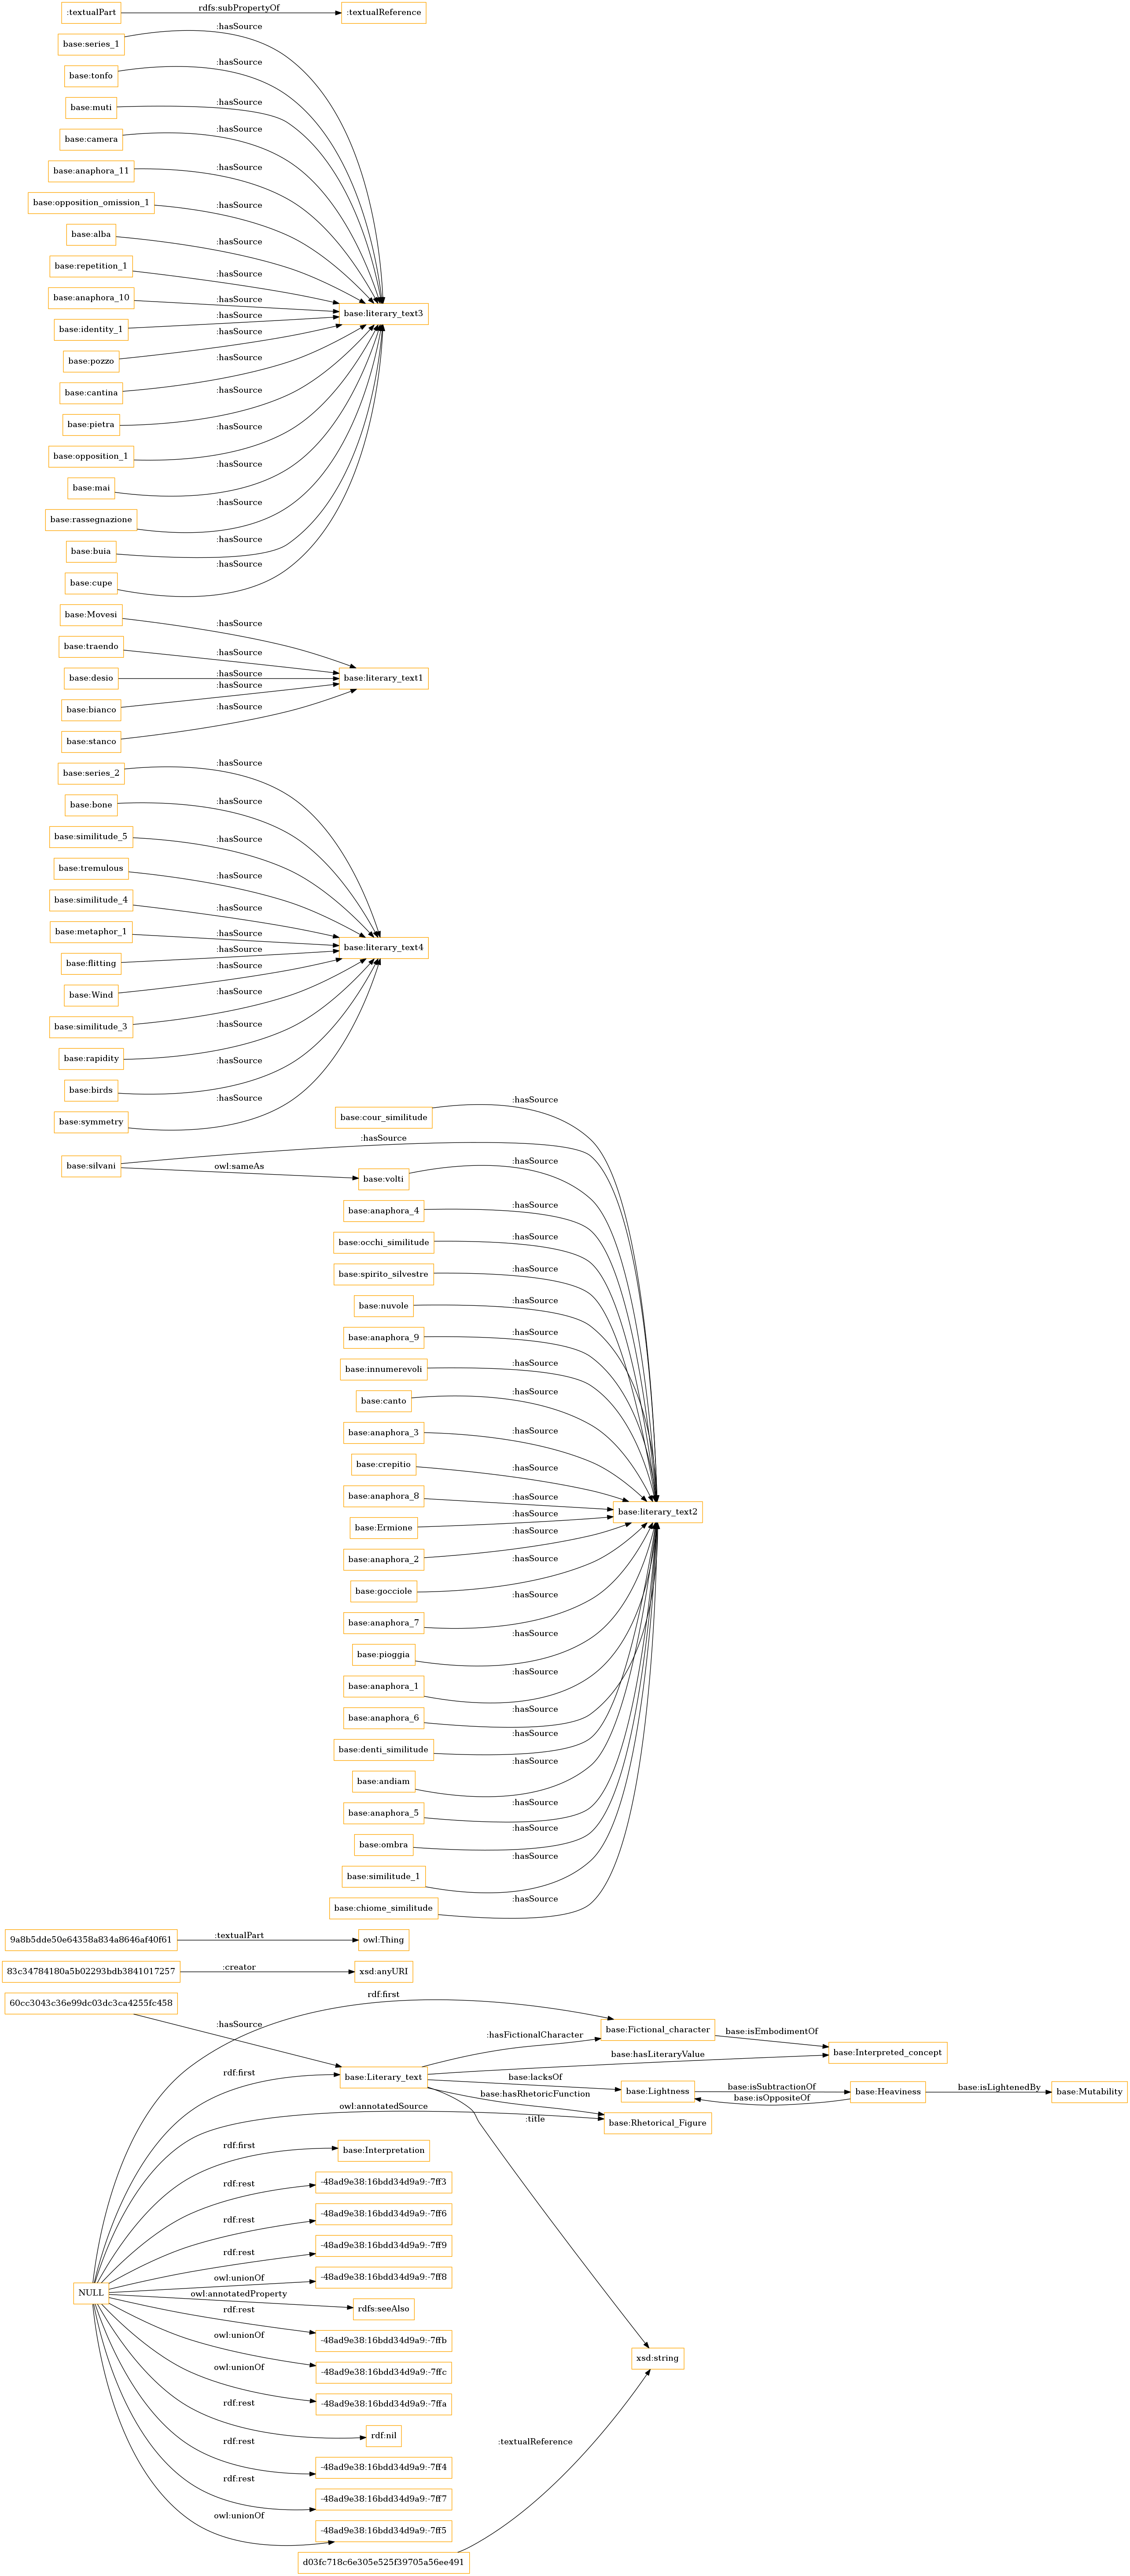 :textualPart
rdfs:subPropertyOf
:textualReference
base:series_1
:hasSource
base:tonfo
:hasSource
base:muti
:hasSource
base:camera
:hasSource
base:anaphora_11
:hasSource
base:opposition_omission_1
:hasSource
base:alba
:hasSource
base:repetition_1
:hasSource
base:anaphora_10
:hasSource
base:literary_text3
base:identity_1
:hasSource
base:pozzo
:hasSource
base:cantina
:hasSource
base:pietra
:hasSource
base:opposition_1
:hasSource
base:mai
:hasSource
base:rassegnazione
:hasSource
base:buia
:hasSource
base:cupe
:hasSource
base:Movesi
:hasSource
base:traendo
:hasSource
base:desio
:hasSource
base:literary_text1
base:bianco
:hasSource
base:stanco
:hasSource
base:series_2
:hasSource
base:bone
:hasSource
base:similitude_5
:hasSource
base:tremulous
:hasSource
base:similitude_4
:hasSource
base:metaphor_1
:hasSource
base:literary_text4
base:flitting
:hasSource
base:Wind
:hasSource
base:similitude_3
:hasSource
base:rapidity
:hasSource
base:birds
:hasSource
base:symmetry
:hasSource
base:cour_similitude
:hasSource
base:silvani
:hasSource
owl:sameAs
base:volti
:hasSource
base:anaphora_4
:hasSource
base:occhi_similitude
:hasSource
base:spirito_silvestre
:hasSource
base:nuvole
:hasSource
base:anaphora_9
:hasSource
base:innumerevoli
:hasSource
base:canto
:hasSource
base:anaphora_3
:hasSource
base:crepitio
:hasSource
base:anaphora_8
:hasSource
base:literary_text2
base:Ermione
:hasSource
base:anaphora_2
:hasSource
base:gocciole
:hasSource
base:anaphora_7
:hasSource
base:pioggia
:hasSource
base:anaphora_1
:hasSource
base:anaphora_6
:hasSource
base:denti_similitude
:hasSource
base:andiam
:hasSource
base:anaphora_5
:hasSource
base:ombra
:hasSource
base:similitude_1
:hasSource
base:chiome_similitude
:hasSource
9a8b5dde50e64358a834a8646af40f61
:textualPart
owl:Thing
83c34784180a5b02293bdb3841017257
:creator
xsd:anyURI
60cc3043c36e99dc03dc3ca4255fc458
:hasSource
rdf:first
base:Fictional_character
base:isEmbodimentOf
base:Interpreted_concept
:hasFictionalCharacter
base:hasLiteraryValue
rdf:first
base:Literary_text
base:lacksOf
base:Lightness
base:isSubtractionOf
base:isOppositeOf
base:Heaviness
base:isLightenedBy
base:Mutability
base:hasRhetoricFunction
owl:annotatedSource
base:Rhetorical_Figure
:title
rdf:first
base:Interpretation
rdf:rest
-48ad9e38:16bdd34d9a9:-7ff3
rdf:rest
-48ad9e38:16bdd34d9a9:-7ff6
rdf:rest
-48ad9e38:16bdd34d9a9:-7ff9
owl:unionOf
-48ad9e38:16bdd34d9a9:-7ff8
NULL
owl:annotatedProperty
rdfs:seeAlso
rdf:rest
-48ad9e38:16bdd34d9a9:-7ffb
owl:unionOf
-48ad9e38:16bdd34d9a9:-7ffc
xsd:string
owl:unionOf
-48ad9e38:16bdd34d9a9:-7ffa
rdf:rest
rdf:nil
rdf:rest
-48ad9e38:16bdd34d9a9:-7ff4
:textualReference
rdf:rest
-48ad9e38:16bdd34d9a9:-7ff7
owl:unionOf
-48ad9e38:16bdd34d9a9:-7ff5
d03fc718c6e305e525f39705a56ee491